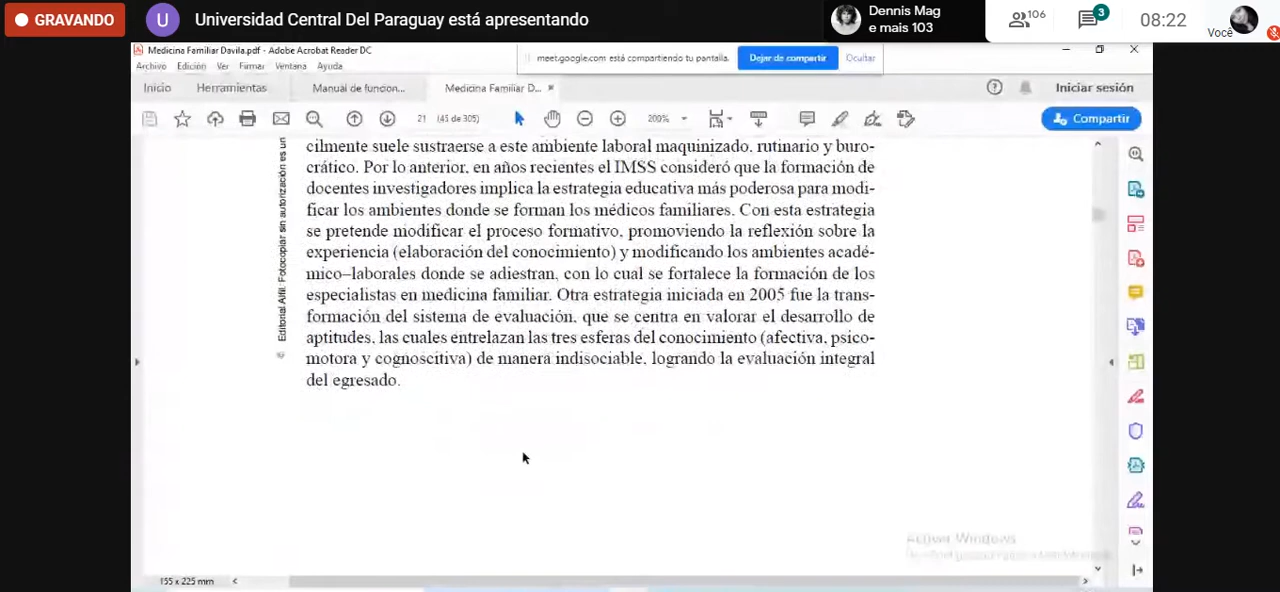 GRAVANDO
U
Universidad Central Del Paraguay está apresentando
Dennis Mag
e mais 103
106
3
08:22
Você
Medicina Familiar Davila.pdf - Adobe Acrobat Reader DC
meet.google.com está compartiendo tu pantalla.
Dejar de compartir
Ocultar
Archivo Edición Ver Firmar Ventana Ayuda
Inicio
Herramientas
Manual de funcion...
Medicina Familiar D...
Iniciar sesión
21 (45 de 305)
200%
Compartir
cilmente suele sustraerse a este ambiente laboral maquinizado, rutinario y buro-
crático. Por lo anterior, en años recientes el IMSS consideró que la formación de
docentes investigadores implica la estrategia educativa más poderosa para modi-
ficar los ambientes donde se forman los médicos familiares. Con esta estrategia
se pretende modificar el proceso formativo, promoviendo la reflexión sobre la
experiencia (elaboración del conocimiento) y modificando los ambientes acadé-
mico–laborales donde se adiestran, con lo cual se fortalece la formación de los
especialistas en medicina familiar. Otra estrategia iniciada en 2005 fue la trans-
formación del sistema de evaluación, que se centra en valorar el desarrollo de
aptitudes, las cuales entrelazan las tres esferas del conocimiento (afectiva, psico-
motora y cognoscitiva) de manera indisociable, logrando la evaluación integral
del egresado.
© Editorial Alfil. Fotocopiar sin autorización es un
Activa Windows
155 x 225 mm